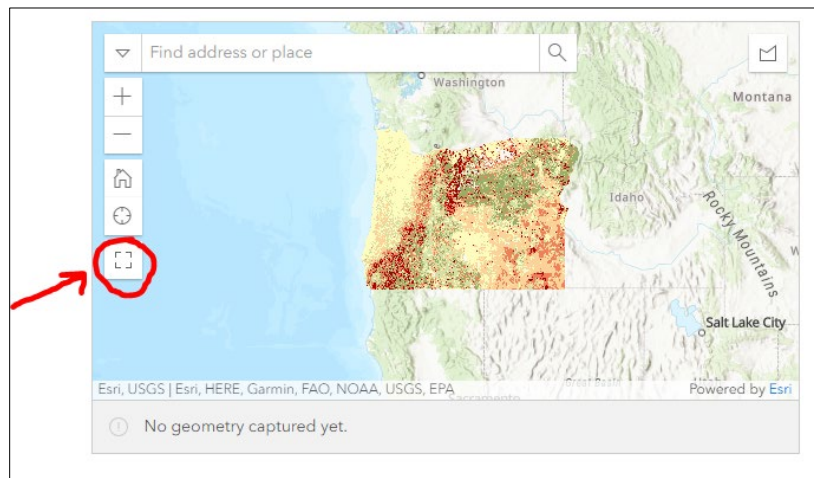 Find address or place
Washington
Montana
Idaho
Rocky Mountains
Salt Lake City
Esri, USGS | Esri, HERE, Garmin, FAO, NOAA, USGS, EPA
Powered by Esri
Sacramento
No geometry captured yet.